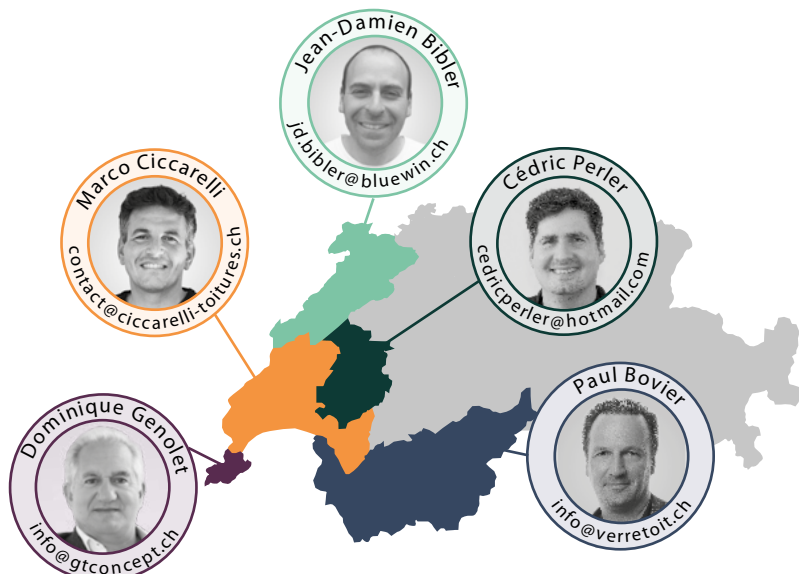 Jean-Damien Bibler
jd.bibler@bluewin.ch
Marco Ciccarelli
contact@ciccarelli-toitures.ch
Cédric Perler
cedricperler@hotmail.com
Paul Bovier
info@verretoit.ch
Dominique Genolet
info@gtconcept.ch